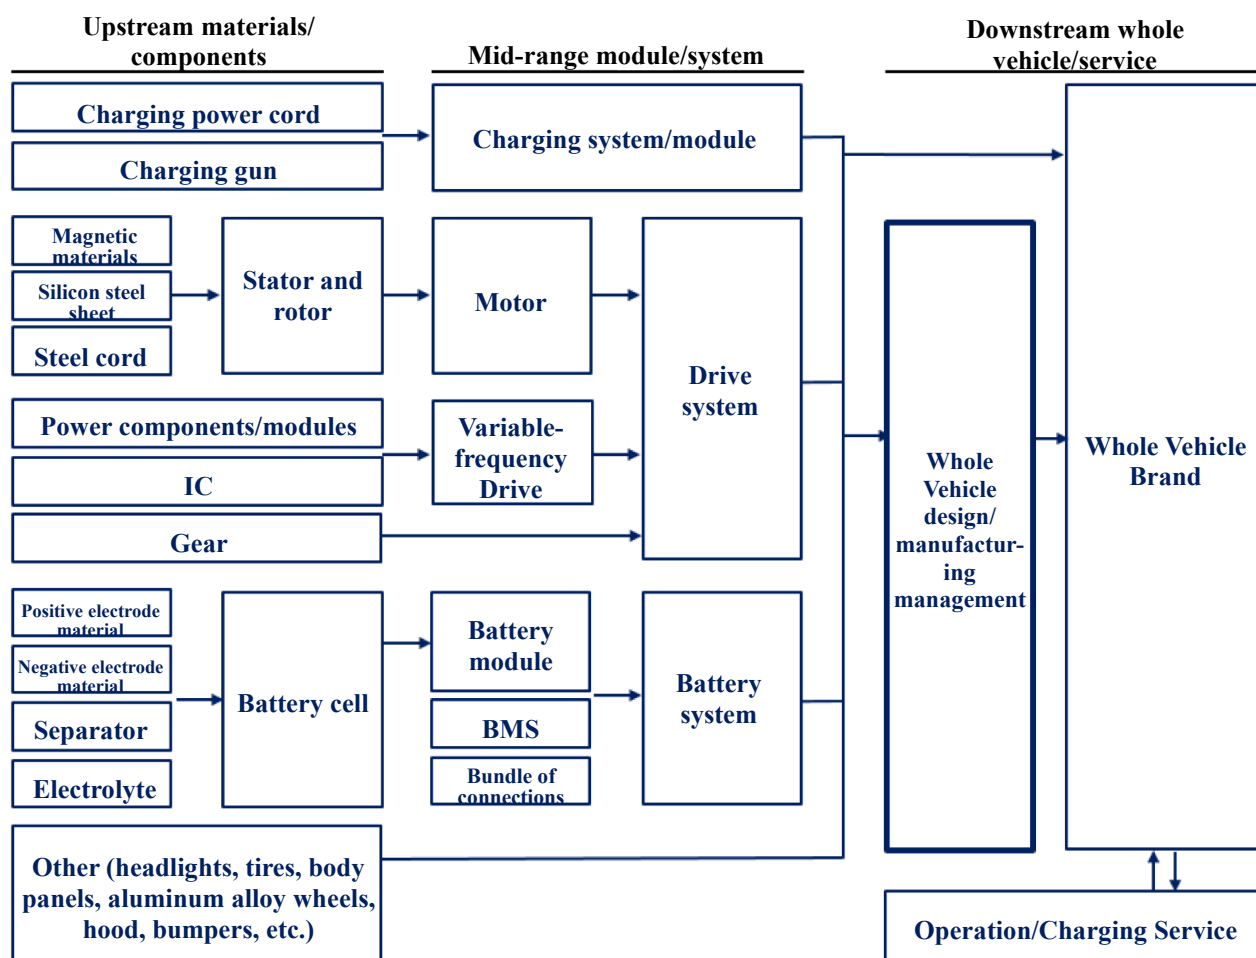 Upstream materials/
components
Mid-range module/system
Downstream whole
vehicle/service
Charging power cord
Charging gun
Charging system/module
Magnetic
materials
Silicon steel
sheet
Steel cord
Stator and
rotor
Motor
Drive
system
Power components/modules
IC
Gear
Variable-
frequency
Drive
Whole
Vehicle
design/
manufactur-
ing
management
Whole Vehicle
Brand
Positive electrode
material
Negative electrode
material
Separator
Electrolyte
Battery cell
Battery
module
BMS
Bundle of
connections
Battery
system
Other (headlights, tires, body
panels, aluminum alloy wheels,
hood, bumpers, etc.)
Operation/Charging Service